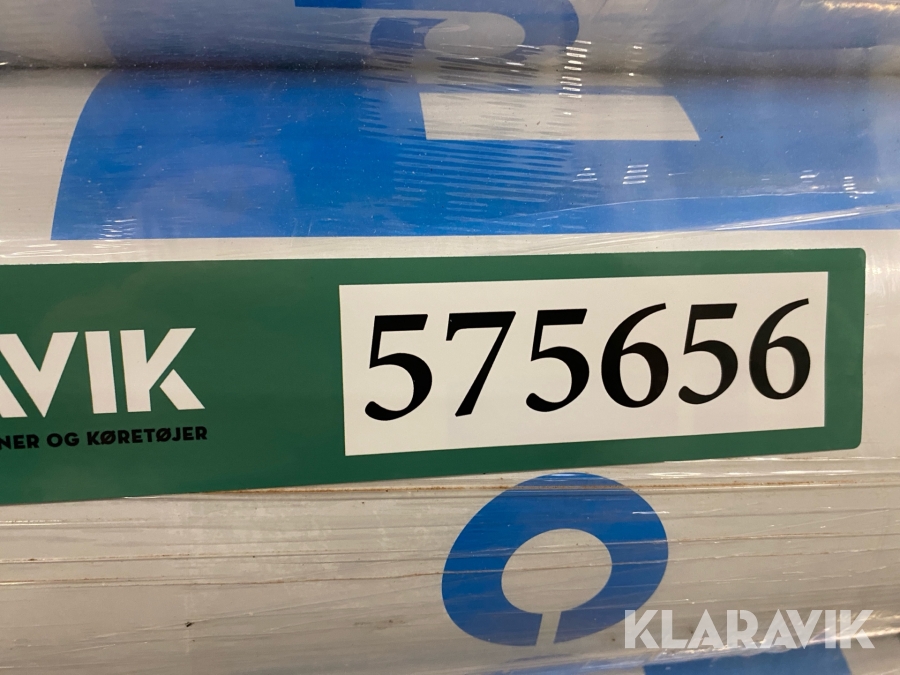 AVIK
NER OG KØRETØJER
575656
KLARAVIK